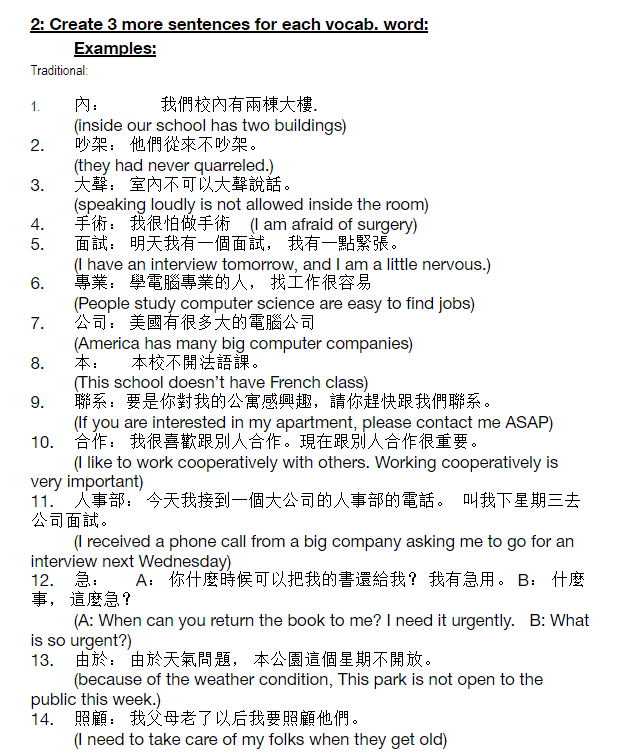 2: Create 3 more sentences for each vocab. word:
Examples:
Traditional:
1. 內： 我們校內有兩棟大樓.
(inside our school has two buildings)
2. 吵架： 他們從來不吵架。
(they had never quarreled.)
3. 大聲： 室內不可以大聲說話。
(speaking loudly is not allowed inside the room)
4. 手術： 我很怕做手術 (I am afraid of surgery)
5. 面試： 明天我有一個面試， 我有一點緊張。
(I have an interview tomorrow, and I am a little nervous.)
6. 專業： 學電腦專業的人， 找工作很容易
(People study computer science are easy to find jobs)
7. 公司： 美國有很多大的電腦公司
(America has many big computer companies)
8. 本： 本校不開法語課。
(This school doesn't have French class)
9. 聯系：要是你對我的公寓感興趣，請你趕快跟我們聯系。
(If you are interested in my apartment, please contact me ASAP)
10. 合作： 我很喜歡跟別人合作。現在跟別人合作很重要。
(I like to work cooperatively with others. Working cooperatively is
very important)
11. 人事部： 今天我接到一個大公司的人事部的電話。 叫我下星期三去
公司面試。
(I received a phone call from a big company asking me to go for an
interview next Wednesday)
12. 急： A： 你什麼時候可以把我的書還給我？ 我有急用。 B： 什麼
事， 這麼急？
(A: When can you return the book to me? I need it urgently. B: What
is so urgent?)
13. 由於： 由於天氣問題， 本公園這個星期不開放。
(because of the weather condition, This park is not open to the
public this week.)
14. 照顧： 我父母老了以后我要照顧他們。
(I need to take care of my folks when they get old)